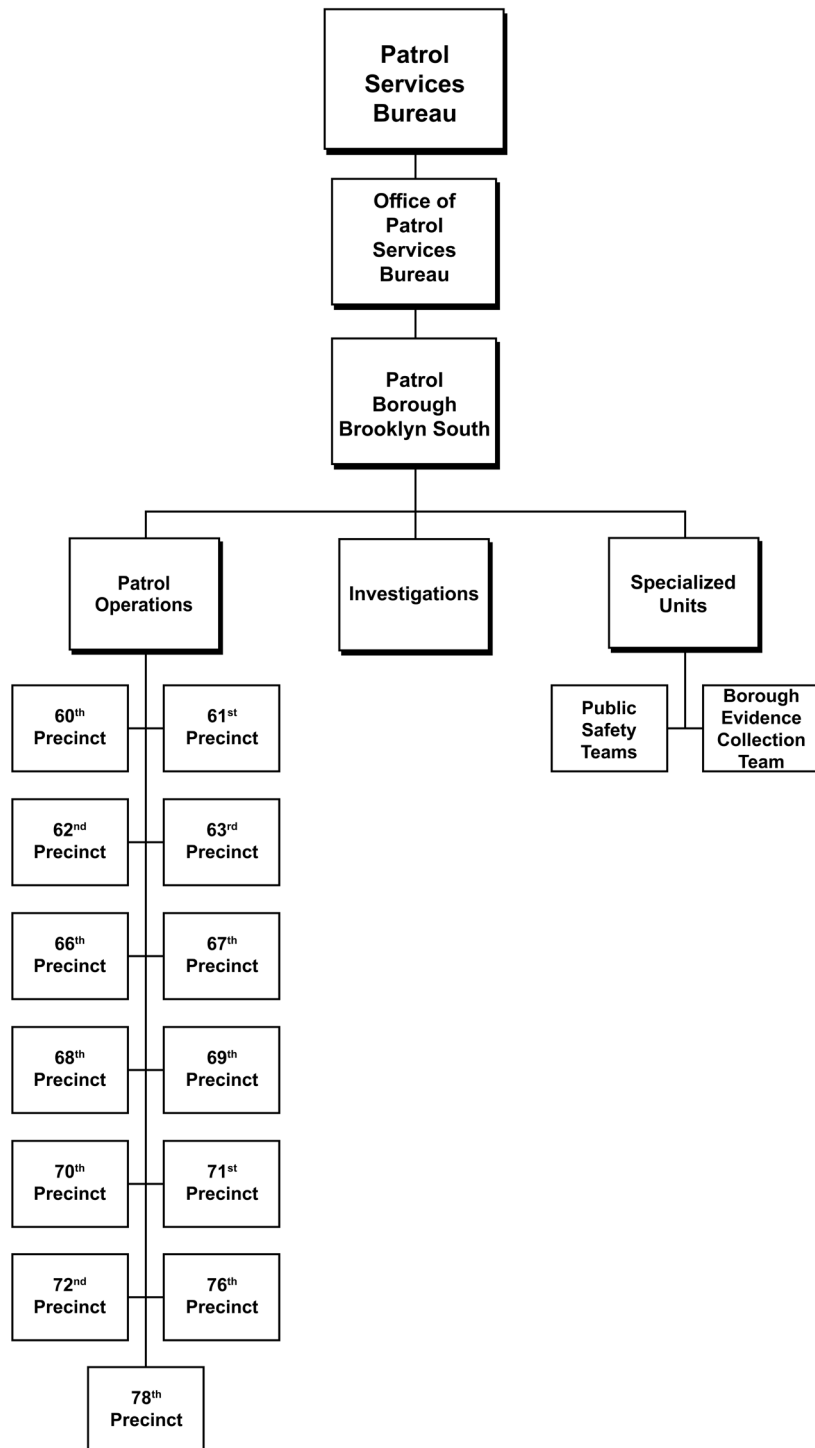 Patrol
Services
Bureau
Office of
Patrol
Services
Bureau
Patrol
Borough
Brooklyn South
Patrol
Operations
Investigations
Specialized
Units
60th
Precinct
61st
Precinct
Public
Safety
Teams
Borough
Evidence
Collection
Team
62nd
Precinct
63rd
Precinct
66th
Precinct
67th
Precinct
68th
Precinct
69th
Precinct
70th
Precinct
71st
Precinct
72nd
Precinct
76th
Precinct
78th
Precinct